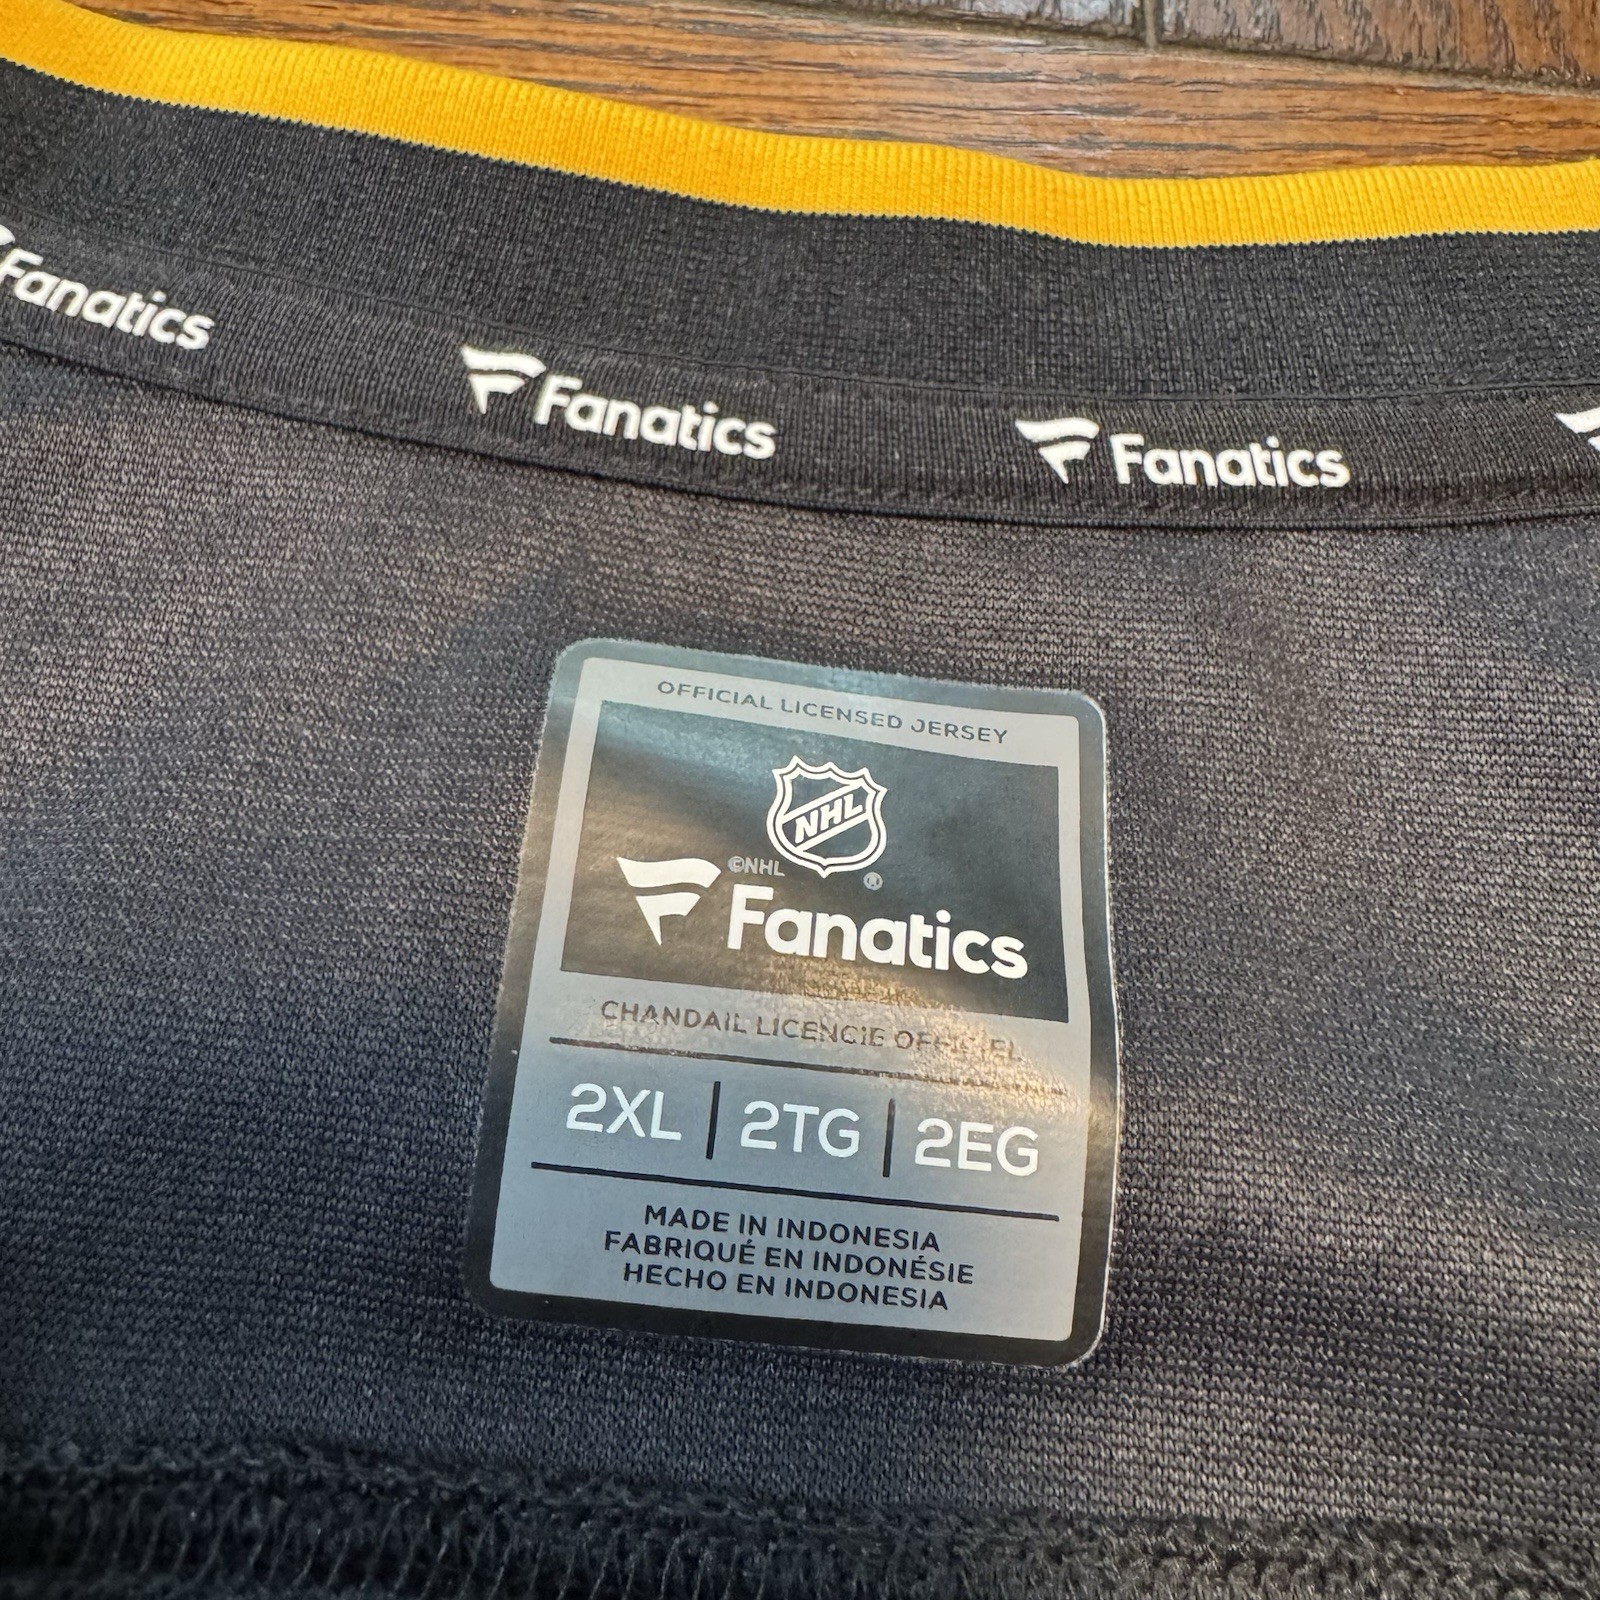 Fanatics
Fanatics
Fanatics
OFFICIAL LICENSED JERSEY
NHL
©NHL
®
Fanatics
CHANDAIL LICENCIE OFFICIEL
2XL | 2TG | 2EG
MADE IN INDONESIA
FABRIQUÉ EN INDONÉSIE
HECHO EN INDONESIA